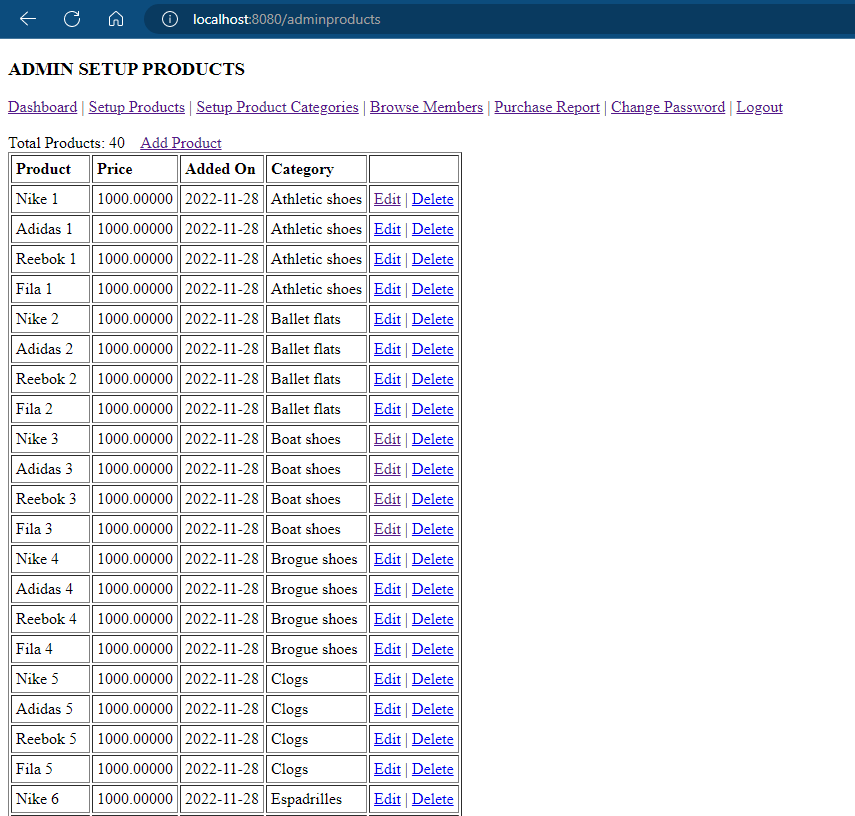 localhost:8080/adminproducts
ADMIN SETUP PRODUCTS
Dashboard | Setup Products | Setup Product Categories | Browse Members | Purchase Report | Change Password | Logout
Total Products: 40 Add Product
Product Price Added On Category
Nike 1 1000.00000 2022-11-28 Athletic shoes Edit | Delete
Adidas 1 1000.00000 2022-11-28 Athletic shoes Edit | Delete
Reebok 1 1000.00000 2022-11-28 Athletic shoes Edit | Delete
Fila 1 1000.00000 2022-11-28 Athletic shoes Edit | Delete
Nike 2 1000.00000 2022-11-28 Ballet flats Edit | Delete
Adidas 2 1000.00000 2022-11-28 Ballet flats Edit | Delete
Reebok 2 1000.00000 2022-11-28 Ballet flats Edit | Delete
Fila 2 1000.00000 2022-11-28 Ballet flats Edit | Delete
Nike 3 1000.00000 2022-11-28 Boat shoes Edit | Delete
Adidas 3 1000.00000 2022-11-28 Boat shoes Edit | Delete
Reebok 3 1000.00000 2022-11-28 Boat shoes Edit | Delete
Fila 3 1000.00000 2022-11-28 Boat shoes Edit | Delete
Nike 4 1000.00000 2022-11-28 Brogue shoes Edit | Delete
Adidas 4 1000.00000 2022-11-28 Brogue shoes Edit | Delete
Reebok 4 1000.00000 2022-11-28 Brogue shoes Edit | Delete
Fila 4 1000.00000 2022-11-28 Brogue shoes Edit | Delete
Nike 5 1000.00000 2022-11-28 Clogs Edit | Delete
Adidas 5 1000.00000 2022-11-28 Clogs Edit | Delete
Reebok 5 1000.00000 2022-11-28 Clogs Edit | Delete
Fila 5 1000.00000 2022-11-28 Clogs Edit | Delete
Nike 6 1000.00000 2022-11-28 Espadrilles Edit | Delete